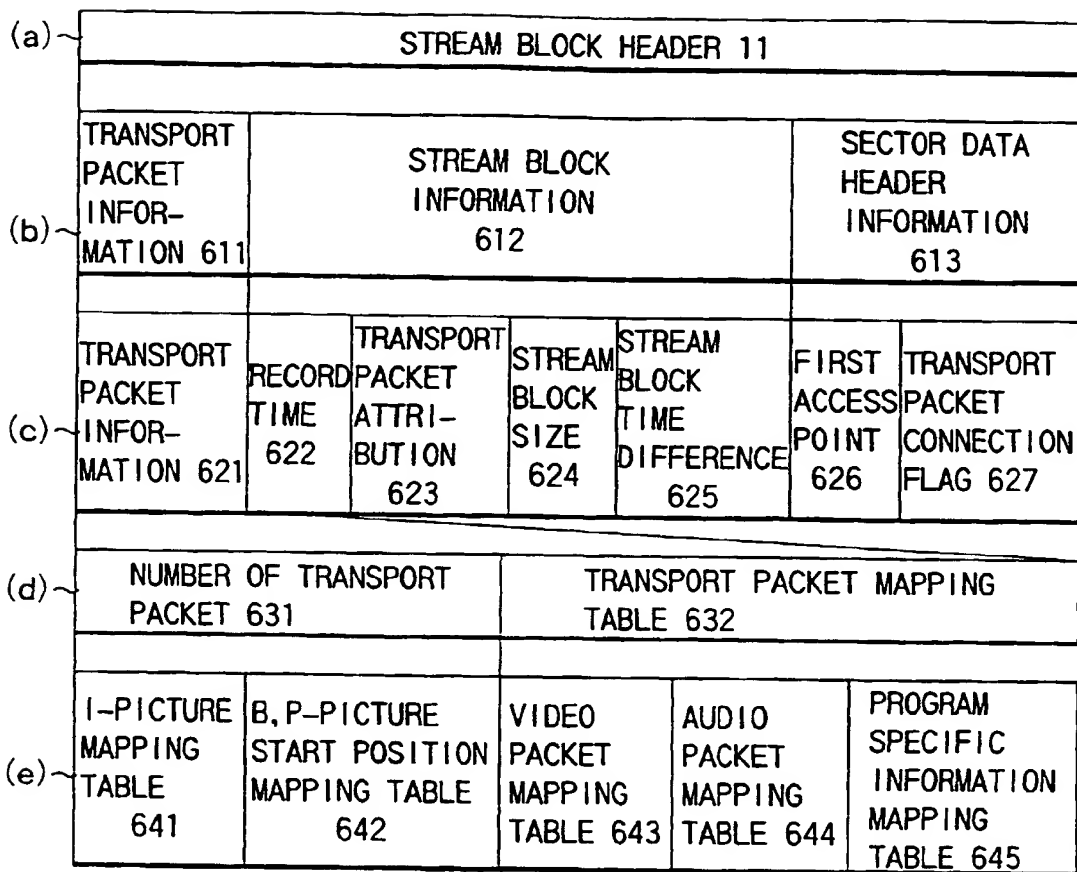 (a)
STREAM BLOCK HEADER 11
(b)
TRANSPORT
PACKET
INFOR-
MATION 611
STREAM BLOCK
INFORMATION
612
SECTOR DATA
HEADER
INFORMATION
613
(c)
TRANSPORT
PACKET
INFOR-
MATION 621
RECORD
TIME
622
TRANSPORT
PACKET
ATTRI-
BUTION
623
STREAM
BLOCK
SIZE
624
STREAM
BLOCK
TIME
DIFFERENCE
625
FIRST
ACCESS
POINT
626
TRANSPORT
PACKET
CONNECTION
FLAG 627
(d)
NUMBER OF TRANSPORT
PACKET 631
TRANSPORT PACKET MAPPING
TABLE 632
(e)
I-PICTURE
MAPPING
TABLE
641
B,P-PICTURE
START POSITION
MAPPING TABLE
642
VIDEO
PACKET
MAPPING
TABLE 643
AUDIO
PACKET
MAPPING
TABLE 644
PROGRAM
SPECIFIC
INFORMATION
MAPPING
TABLE 645